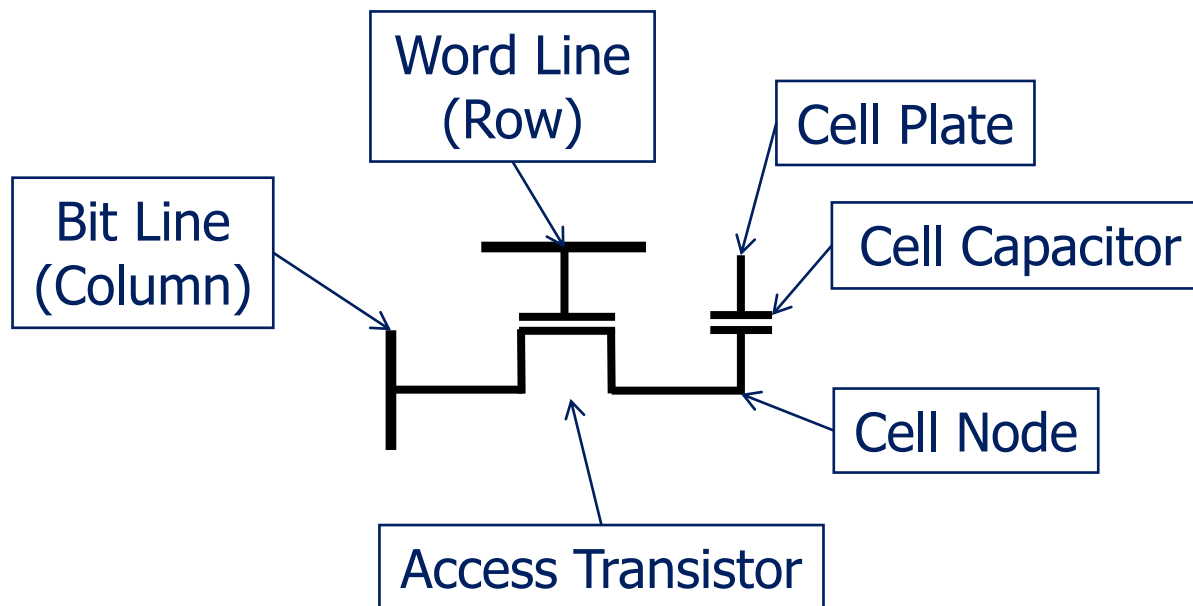 Word Line
(Row)
Cell Plate
Bit Line
(Column)
Cell Capacitor
Cell Node
Access Transistor